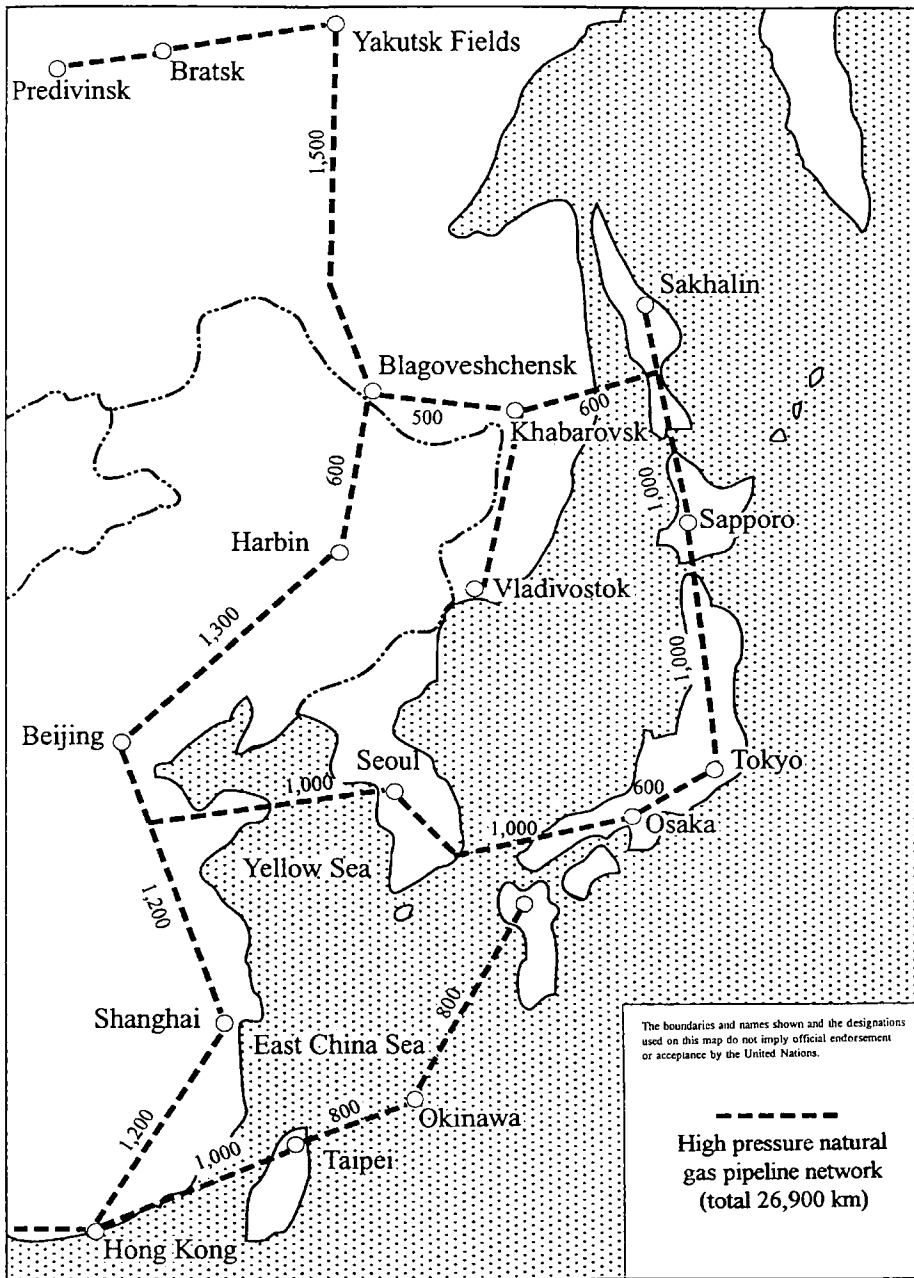 Yakutsk Fields
Bratsk
Predivinsk
1,500
Sakhalin
Blagoveshchensk
500
600
Khabarovsk
600
1,000
Sapporo
Harbin
Vladivostok
1,300
1,000
Beijing
Seoul
Tokyo
1,000
600
1,000
Osaka
Yellow Sea
1,200
800
Shanghai
East China Sea
The boundaries and names shown and the designations
used on this map do not imply official endorsement
or acceptance by the United Nations.
1,200
800
Okinawa
1,000
Taipei
High pressure natural
gas pipeline network
(total 26,900 km)
Hong Kong